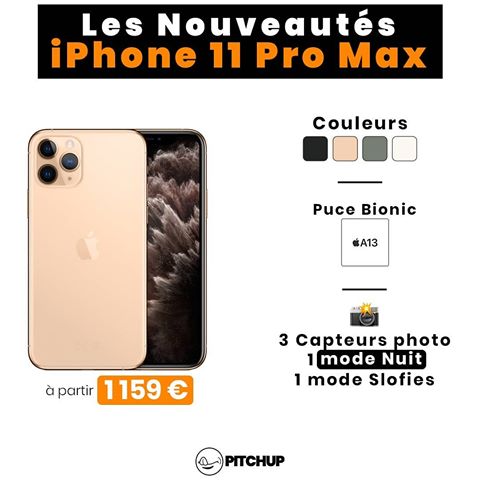 Les Nouveautés
iPhone 11 Pro Max
Couleurs
Puce Bionic
A13
3 Capteurs photo
1 mode Nuit
1 mode Slofies
à partir 1159 €
PITCHUP